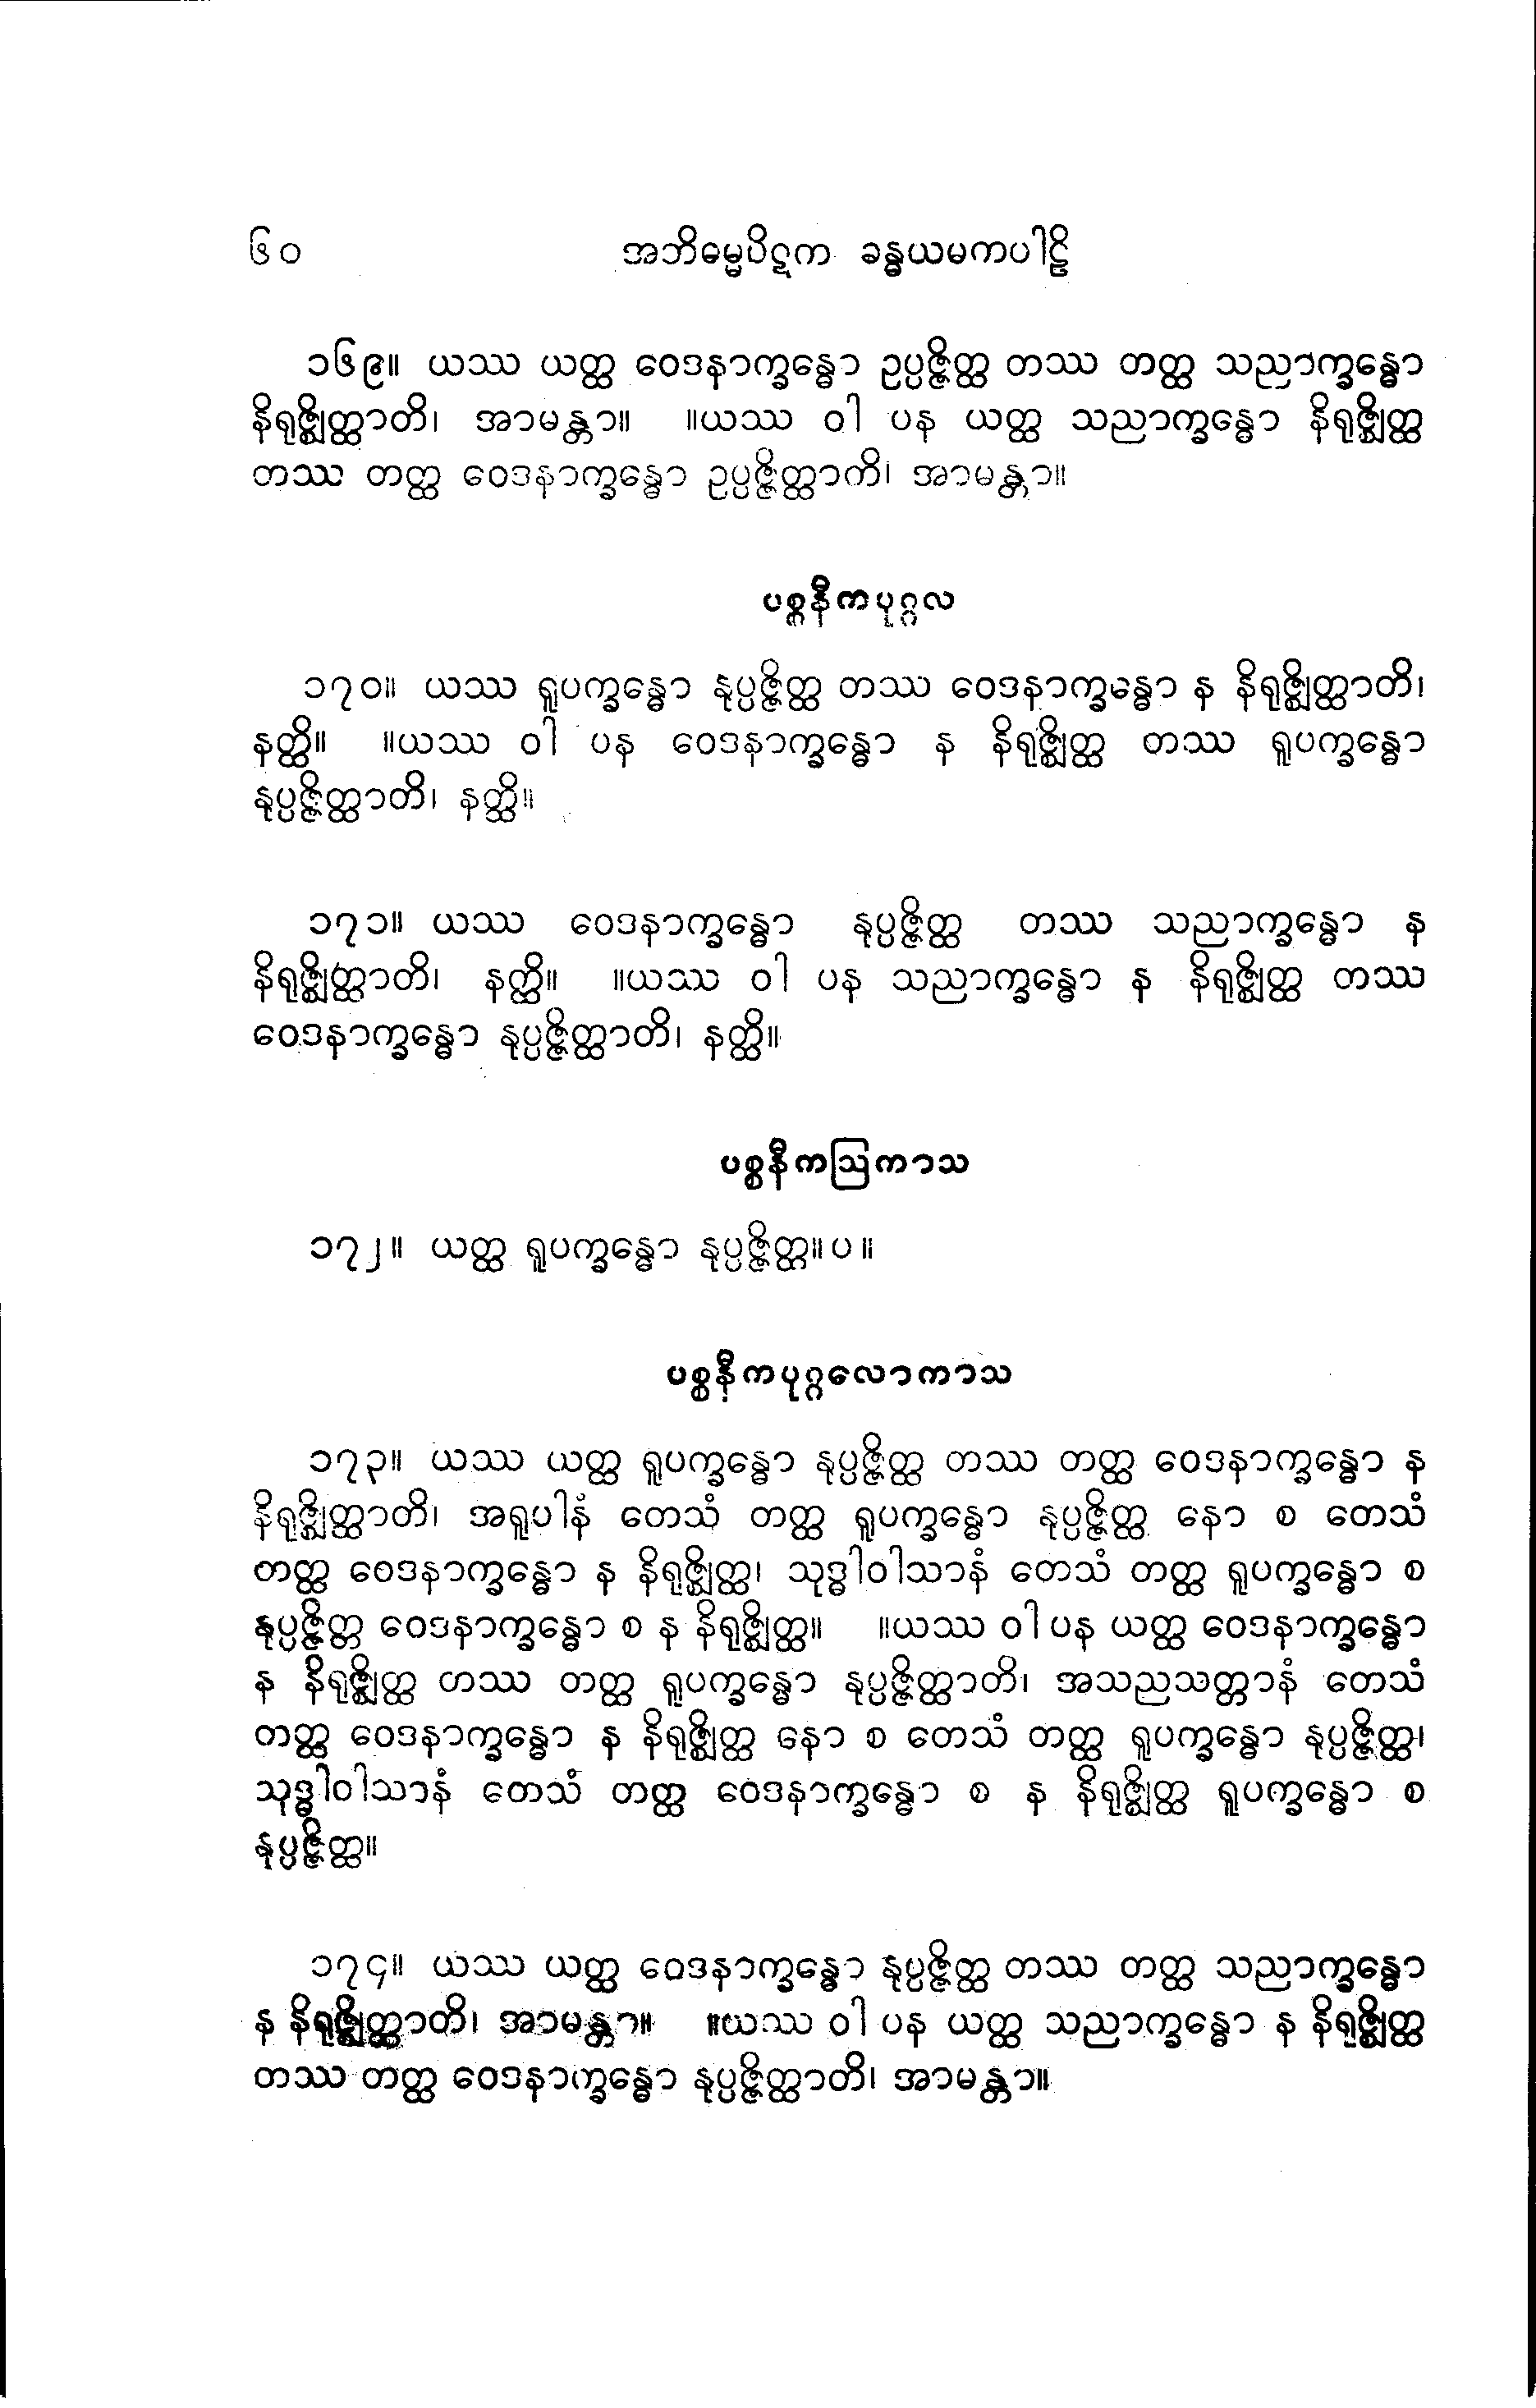 ၆၀ အဘိဓမ္မပိဋက ခန္ဓယမကပါဠိ
၁၆၉။ ယဿ ယတ္ထ ဝေဒနာက္ခန္ဓော ဥပ္ပဇ္ဇိတ္ထ တဿ တတ္ထ သညာက္ခန္ဓော
နိရုဇ္ဈိတ္ထာတိ၊ အာမန္တာ။ ။ယဿ ဝါ ပန ယတ္ထ သညာက္ခန္ဓော နိရုဇ္ဈိတ္ထ
တဿ တတ္ထ ဝေဒနာက္ခန္ဓော ဥပ္ပဇ္ဇိတ္ထာကိ၊ အာမန္တာ။
ပစ္စနီကပုဂ္ဂလ
၁၇၀။ ယဿ ရူပက္ခန္ဓော နုပ္ပဇ္ဇိတ္ထ တဿ ဝေဒနာက္ခန္ဓော န နိရုဇ္ဈိတ္ထာတိ၊
နတ္ထိ။ ။ယဿ ဝါ ပန ဝေဒနာက္ခန္ဓော န နိရုဇ္ဈိတ္ထ တဿ ရူပက္ခန္ဓော
နုပ္ပဇ္ဇိတ္ထာတိ၊ နတ္ထိ။
၁၇၁။ ယဿ ဝေဒနာက္ခန္ဓော နုပ္ပဇ္ဇိတ္ထ တဿ သညာက္ခန္ဓော န
နိရုဇ္ဈိတ္ထာတိ၊ နတ္ထိ။ ။ယဿ ဝါ ပန သညာက္ခန္ဓော န နိရုဇ္ဈိတ္ထ တဿ
ဝေဒနာက္ခန္ဓော နုပ္ပဇ္ဇိတ္ထာတိ၊ နတ္ထိ။
ပစ္စနီကဩကာသ
၁၇၂။ ယတ္ထ ရူပက္ခန္ဓော နုပ္ပဇ္ဇိတ္ထ။ပ။
ပစ္စနီကပုဂ္ဂလောကာသ
၁၇၃။ ယဿ ယတ္ထ ရူပက္ခန္ဓော နုပ္ပဇ္ဇိတ္ထ တဿ တတ္ထ ဝေဒနာက္ခန္ဓော န
နိရုဇ္ဈိတ္ထာတိ၊ အရူပါနံ တေသံ တတ္ထ ရူပက္ခန္ဓော နုပ္ပဇ္ဇိတ္ထ နော စ တေသံ
တတ္ထ ဝေဒနာက္ခန္ဓော န နိရုဇ္ဈိတ္ထ၊ သုဒ္ဓါဝါသာနံ တေသံ တတ္ထ ရူပက္ခန္ဓော စ
နုပ္ပဇ္ဇိတ္ထ ဝေဒနာက္ခန္ဓော စ န နိရုဇ္ဈိတ္ထ။ ။ယဿ ဝါ ပန ယတ္ထ ဝေဒနာက္ခန္ဓော
န နိရုဇ္ဈိတ္ထ တဿ တတ္ထ ရူပက္ခန္ဓော နုပ္ပဇ္ဇိတ္ထာတိ၊ အသညသတ္တာနံ တေသံ
တတ္ထ ဝေဒနာက္ခန္ဓော န နိရုဇ္ဈိတ္ထ နော စ တေသံ တတ္ထ ရူပက္ခန္ဓော နုပ္ပဇ္ဇိတ္ထ၊
သုဒ္ဓါဝါသာနံ တေသံ တတ္ထ ဝေဒနာက္ခန္ဓော စ န နိရုဇ္ဈိတ္ထ ရူပက္ခန္ဓော စ
နုပ္ပဇ္ဇိတ္ထ။
၁၇၄။ ယဿ ယတ္ထ ဝေဒနာက္ခန္ဓော နုပ္ပဇ္ဇိတ္ထ တဿ တတ္ထ သညာက္ခန္ဓော
န နိရုဇ္ဈိတ္ထာတိ၊ အာမန္တာ။ ။ယဿ ဝါ ပန ယတ္ထ သညာက္ခန္ဓော န နိရုဇ္ဈိတ္ထ
တဿ တတ္ထ ဝေဒနာက္ခန္ဓော နုပ္ပဇ္ဇိတ္ထာတိ၊ အာမန္တာ။